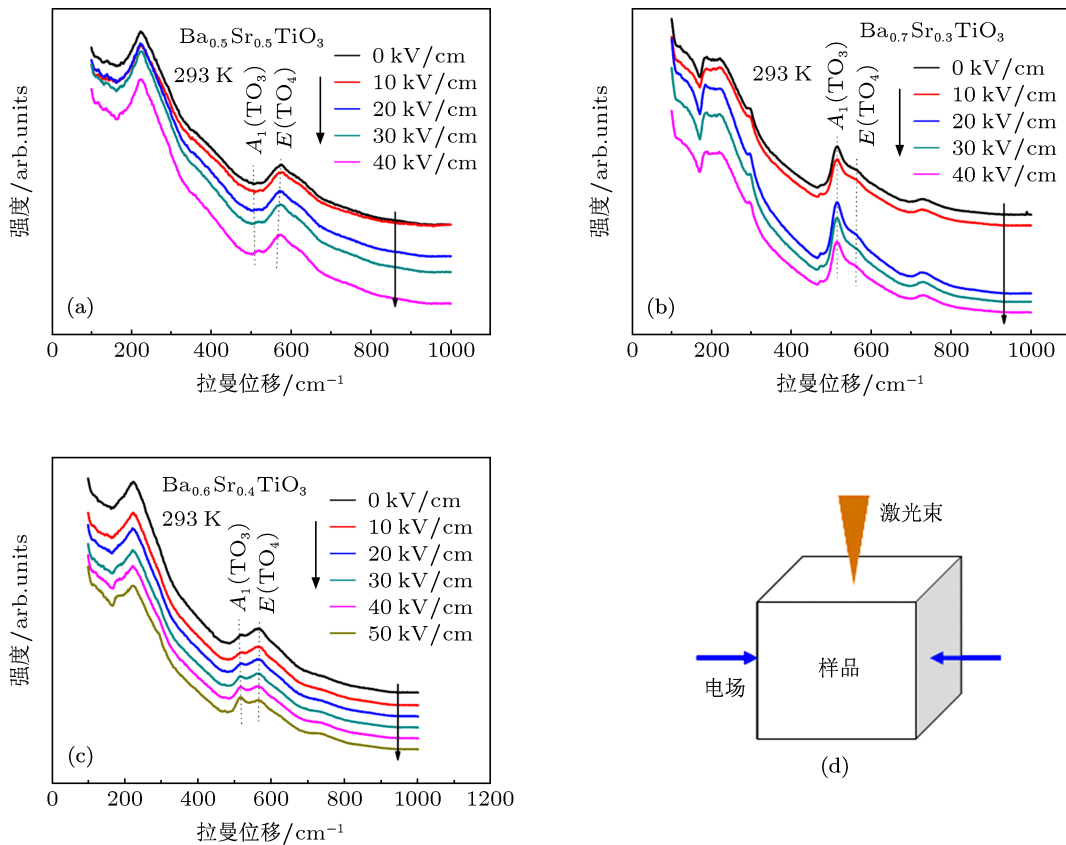 Ba0.5Sr0.5TiO3
293 K
A1(TO3)
E(TO4)
0 kV/cm
10 kV/cm
20 kV/cm
30 kV/cm
40 kV/cm
(a)
强度/arb.units
0 200 400 600 800 1000
拉曼位移/cm−1
Ba0.7Sr0.3TiO3
293 K
A1(TO3)
E(TO4)
0 kV/cm
10 kV/cm
20 kV/cm
30 kV/cm
40 kV/cm
(b)
强度/arb.units
0 200 400 600 800 1000
拉曼位移/cm−1
Ba0.6Sr0.4TiO3
293 K
A1(TO3)
E(TO4)
0 kV/cm
10 kV/cm
20 kV/cm
30 kV/cm
40 kV/cm
50 kV/cm
(c)
强度/arb.units
0 200 400 600 800 1000 1200
拉曼位移/cm−1
激光束
样品
电场
(d)